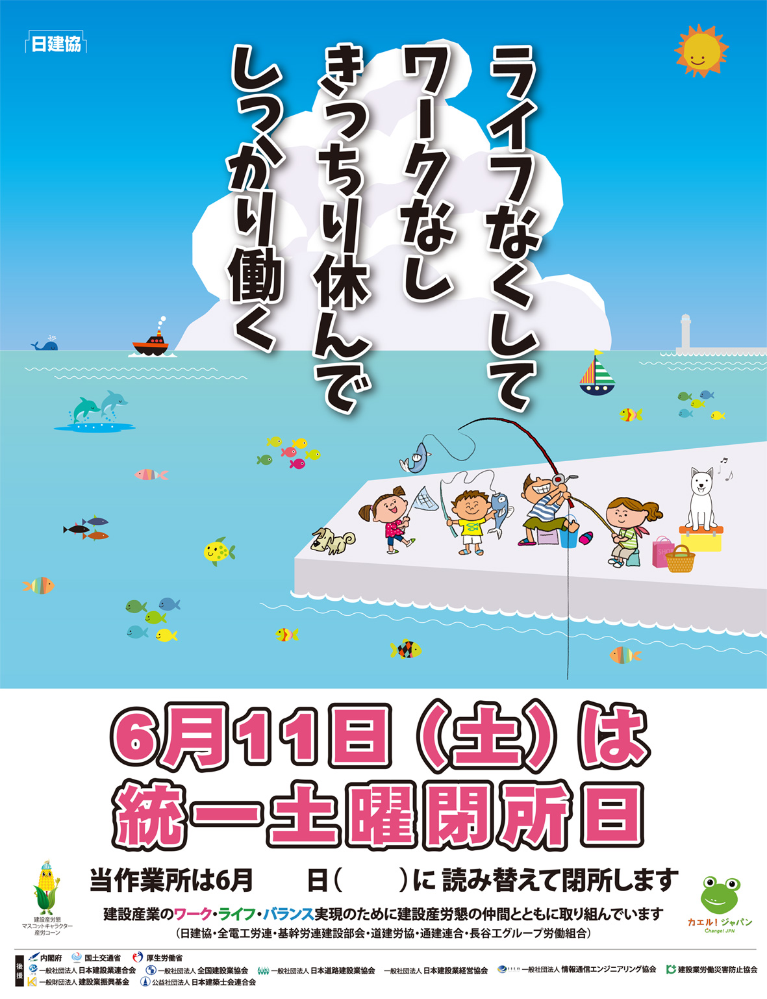 日建協
ライフなくして
ワークなし
きっちり休んで
しっかり働く
SHOP
6月11日（土）は
統一土曜閉所日
当作業所は6月　　日（　　）に 読み替えて閉所します
建設産業のワーク・ライフ・バランス実現のために建設産労懇の仲間とともに取り組んでいます
（日建協・全電工労連・基幹労連建設部会・道建労協・通建連合・長谷工グループ労働組合）
建設産労懇
マスコットキャラクター
産労コーン
カエル！ジャパン
Change! JPN
後援
内閣府　国土交通省　厚生労働省
一般社団法人 日本建設業連合会　一般社団法人 全国建設業協会　一般社団法人 日本道路建設業協会　一般社団法人 日本建設業経営協会　一般社団法人 情報通信エンジニアリング協会　建設業労働災害防止協会
一般財団法人 建設業振興基金　公益社団法人 日本建築士会連合会